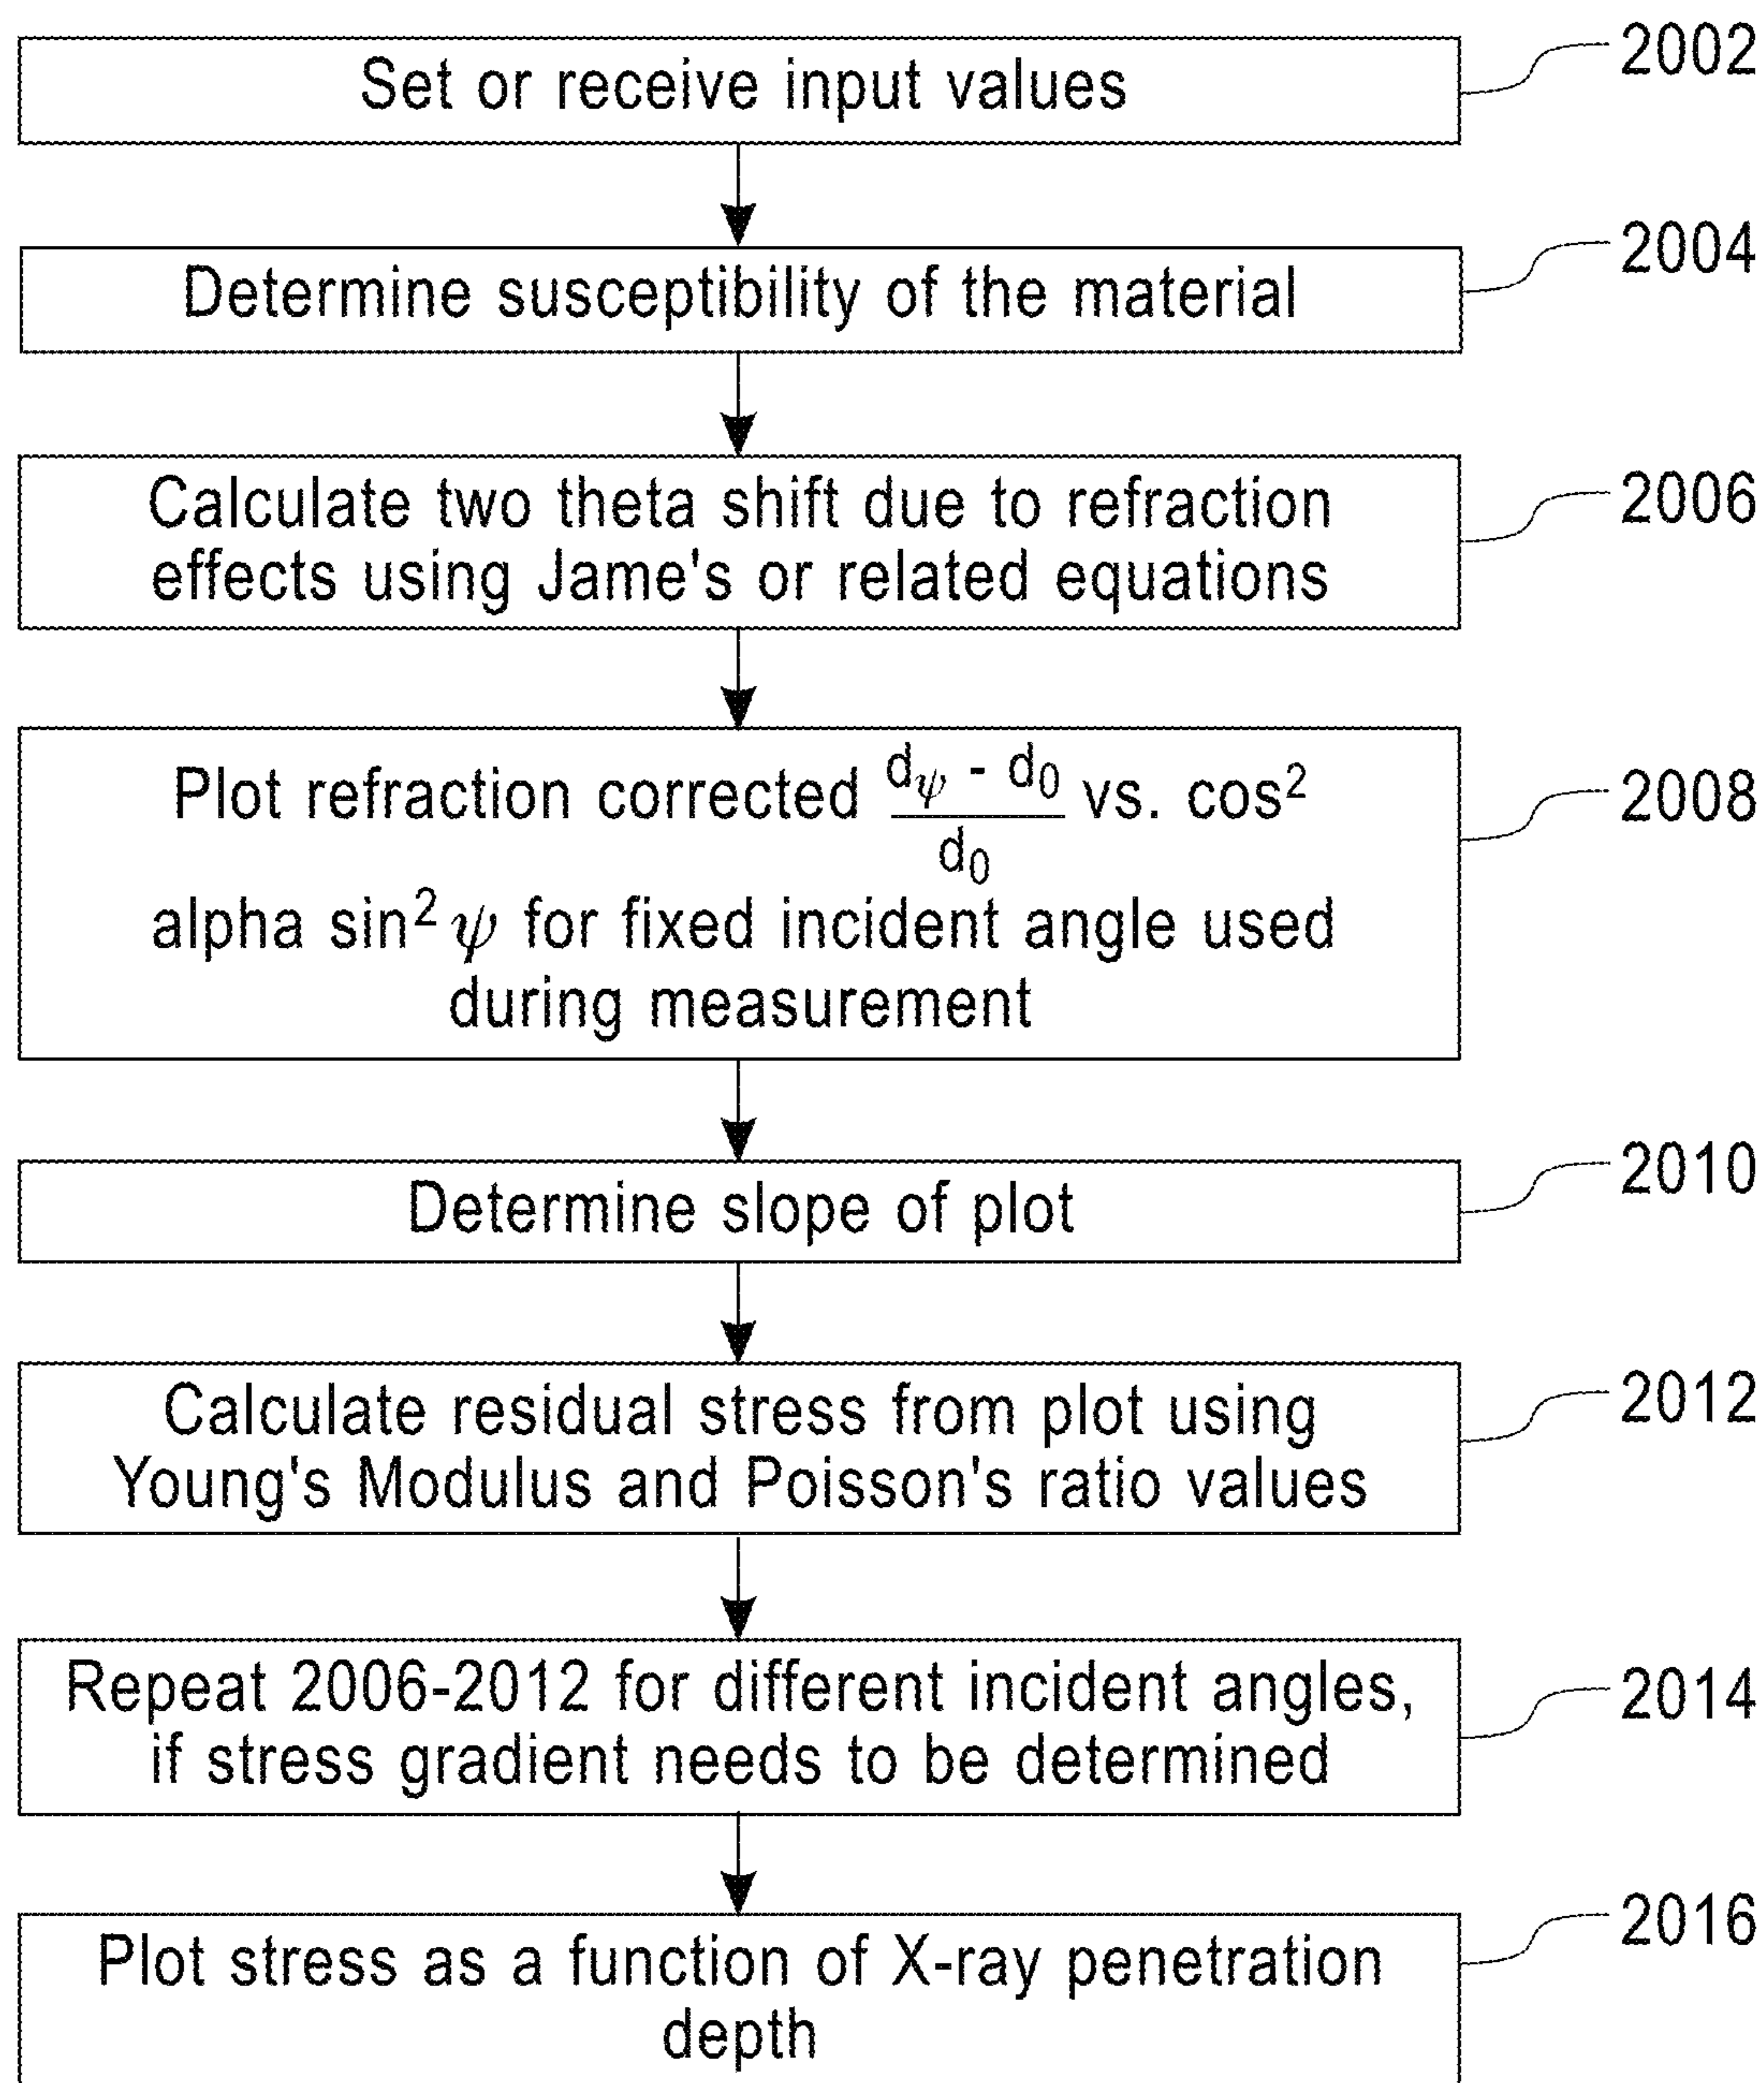 Set or receive input values
2002
Determine susceptibility of the material
2004
Calculate two theta shift due to refraction
effects using Jame's or related equations
2006
Plot refraction corrected (dψ - d0)/d0 vs. cos²
alpha sin² ψ for fixed incident angle used
during measurement
2008
Determine slope of plot
2010
Calculate residual stress from plot using
Young's Modulus and Poisson's ratio values
2012
Repeat 2006-2012 for different incident angles,
if stress gradient needs to be determined
2014
Plot stress as a function of X-ray penetration
depth
2016